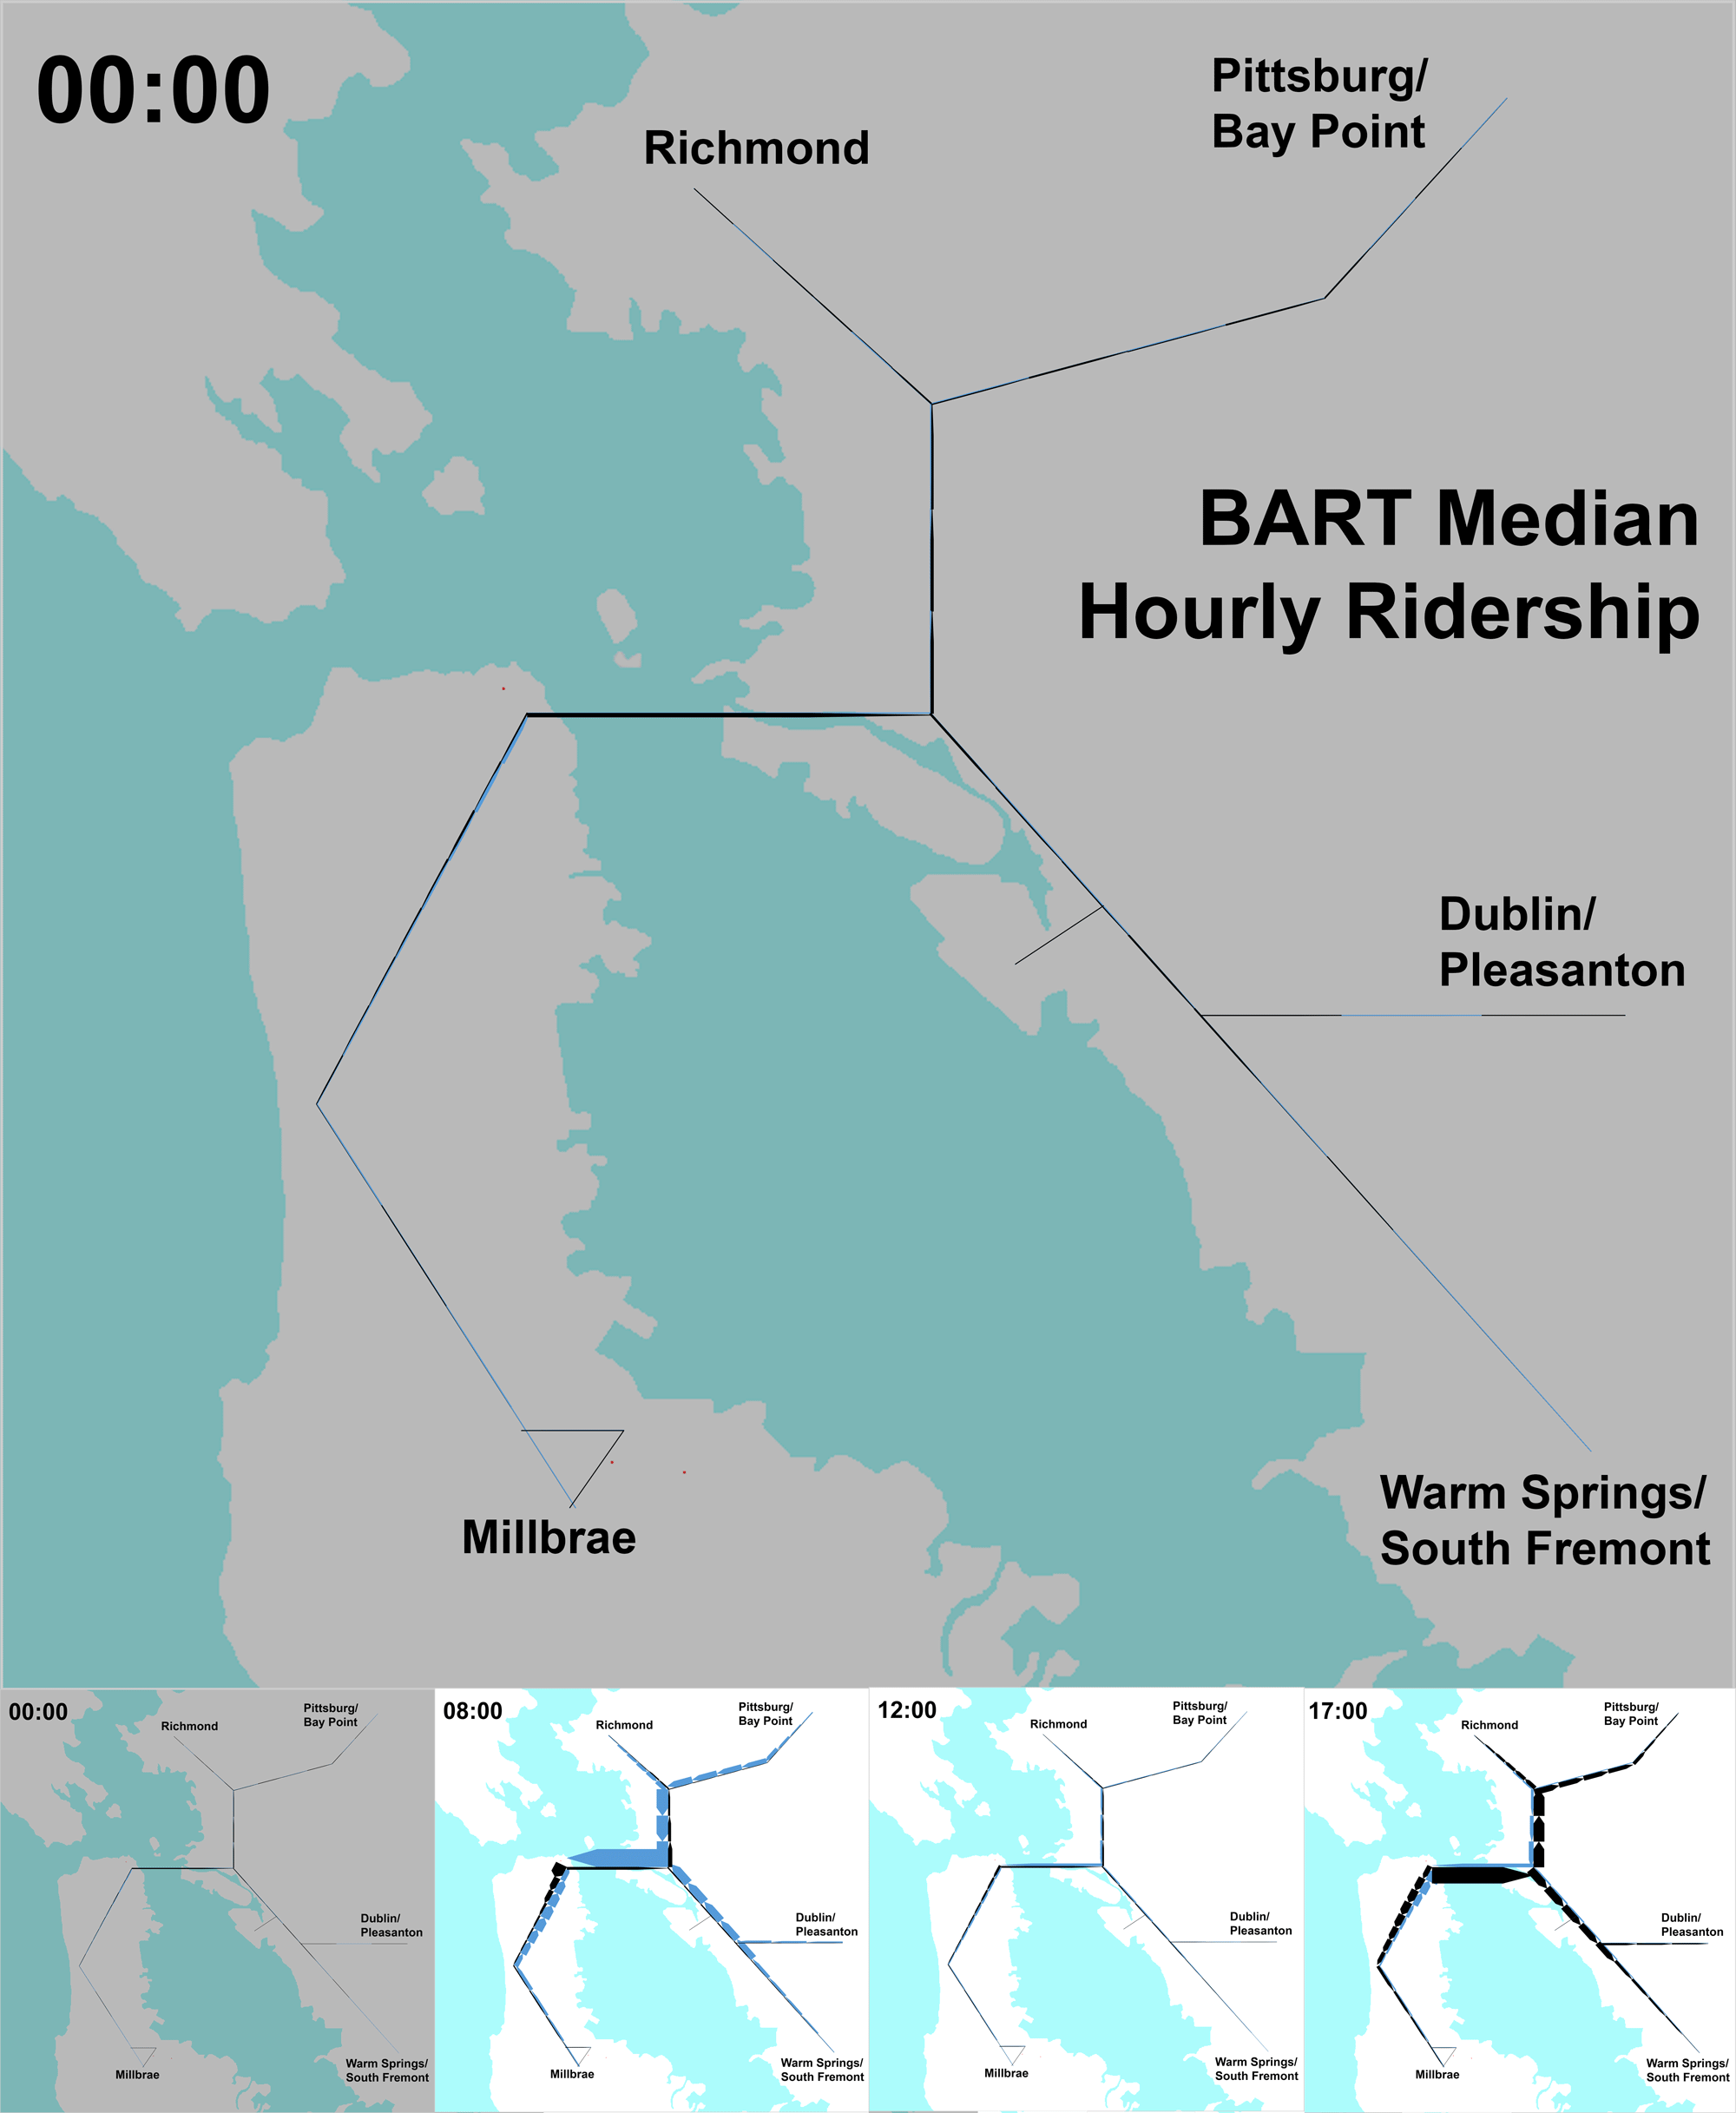 00:00
Pittsburg/
Bay Point
Richmond
BART Median
Hourly Ridership
Dublin/
Pleasanton
Warm Springs/
South Fremont
Millbrae
00:00
Pittsburg/
Bay Point
Richmond
Dublin/
Pleasanton
Warm Springs/
South Fremont
Millbrae
08:00
Pittsburg/
Bay Point
Richmond
Dublin/
Pleasanton
Warm Springs/
South Fremont
Millbrae
12:00
Pittsburg/
Bay Point
Richmond
Dublin/
Pleasanton
Warm Springs/
South Fremont
Millbrae
17:00
Pittsburg/
Bay Point
Richmond
Dublin/
Pleasanton
Warm Springs/
South Fremont
Millbrae